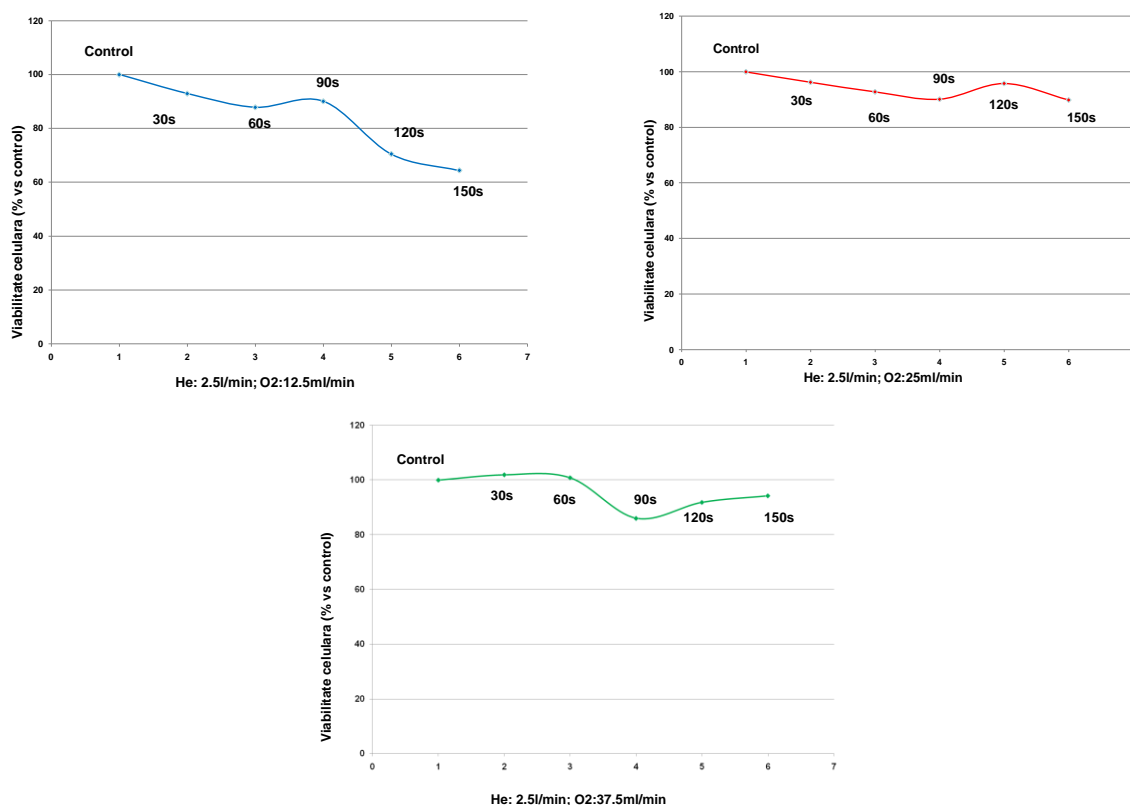 120
100
80
60
40
20
0
Viabilitate celulara (% vs control)
Control
30s
60s
90s
120s
150s
0 1 2 3 4 5 6 7
He: 2.5l/min; O2:12.5ml/min
120
100
80
60
40
20
0
Viabilitate celulara (% vs control)
Control
30s
60s
90s
120s
150s
0 1 2 3 4 5 6
He: 2.5l/min; O2:25ml/min
120
100
80
60
40
20
0
Viabilitate celulara (% vs control)
Control
30s
60s
90s
120s
150s
0 1 2 3 4 5 6 7
He: 2.5l/min; O2:37.5ml/min